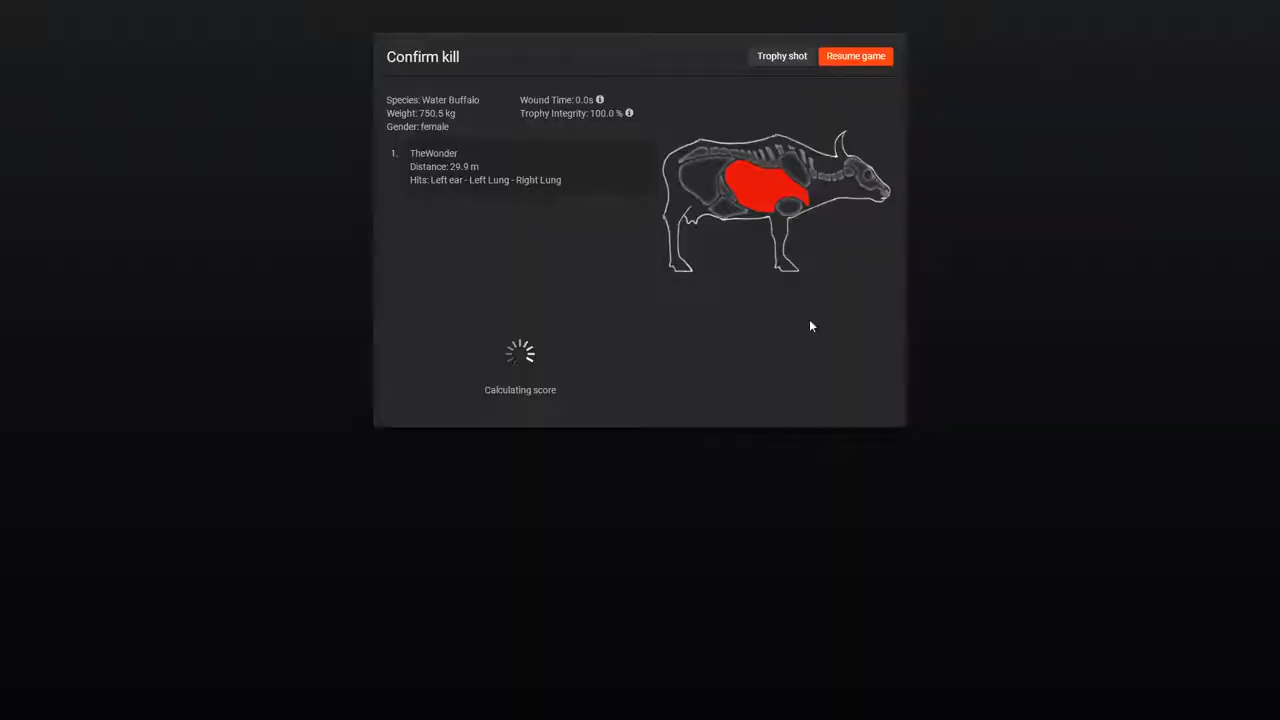 Confirm kill
Trophy shot
Resume game
Species: Water Buffalo
Weight: 750.5 kg
Gender: female
Wound Time: 0.0s
Trophy Integrity: 100.0 %
1.
TheWonder
Distance: 29.9 m
Hits: Left ear - Left Lung - Right Lung
Calculating score